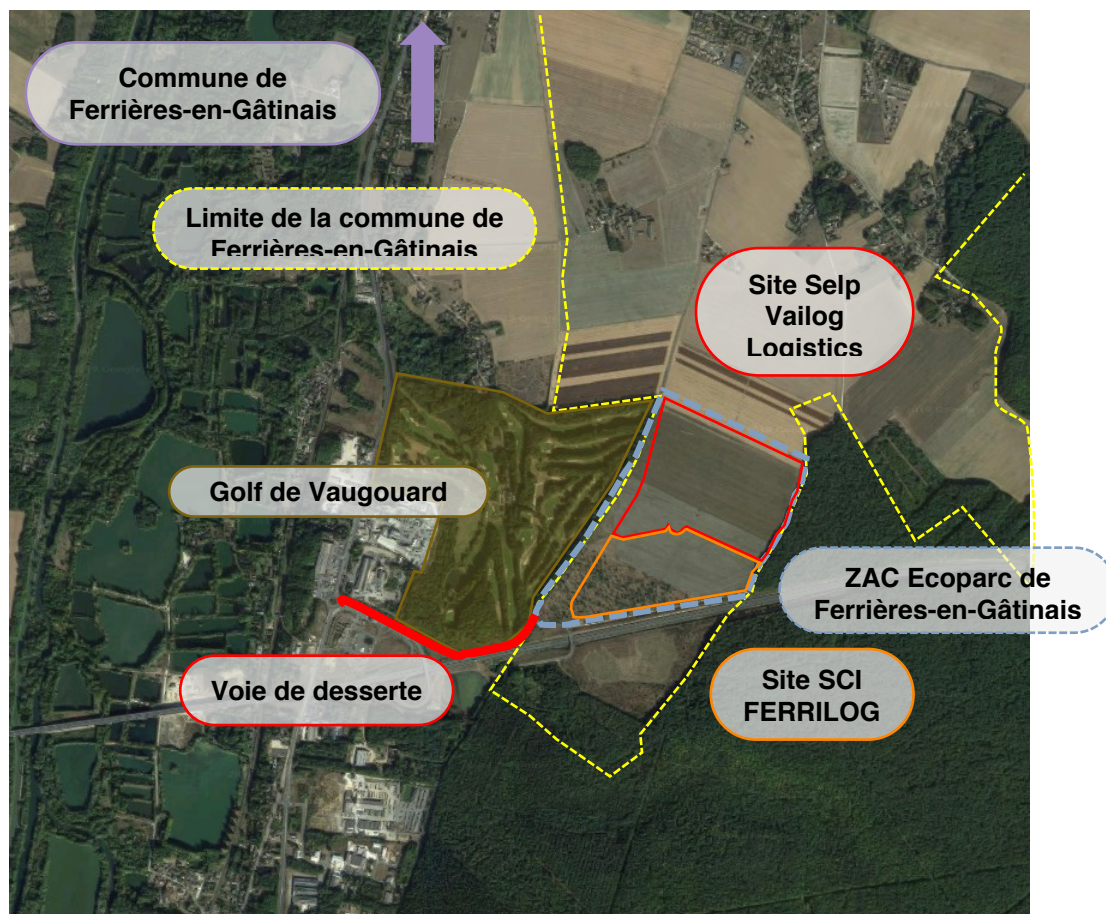 Commune de
Ferrières-en-Gâtinais
Limite de la commune de
Ferrières-en-Gâtinais
Site Selp
Vailog
Logistics
Golf de Vaugouard
ZAC Ecoparc de
Ferrières-en-Gâtinais
Voie de desserte
Site SCI
FERRILOG